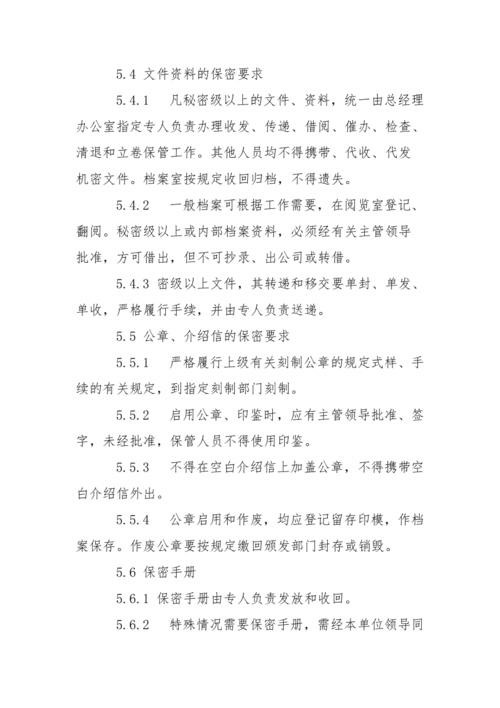 5.4 文件资料的保密要求
5.4.1 凡秘密级以上的文件、资料，统一由总经理
办公室指定专人负责办理收发、传递、借阅、催办、检查、
清退和立卷保管工作。其他人员均不得携带、代收、代发
机密文件。档案室按规定收回归档，不得遗失。
5.4.2 一般档案可根据工作需要，在阅览室登记、
翻阅。秘密级以上或内部档案资料，必须经有关主管领导
批准，方可借出，但不可抄录、出公司或转借。
5.4.3 密级以上文件，其转递和移交要单封、单发、
单收，严格履行手续，并由专人负责送递。
5.5 公章、介绍信的保密要求
5.5.1 严格履行上级有关刻制公章的规定式样、手
续的有关规定，到指定刻制部门刻制。
5.5.2 启用公章、印鉴时，应有主管领导批准、签
字，未经批准，保管人员不得使用印鉴。
5.5.3 不得在空白介绍信上加盖公章，不得携带空
白介绍信外出。
5.5.4 公章启用和作废，均应登记留存印模，作档
案保存。作废公章要按规定缴回颁发部门封存或销毁。
5.6 保密手册
5.6.1 保密手册由专人负责发放和收回。
5.6.2 特殊情况需要保密手册，需经本单位领导同